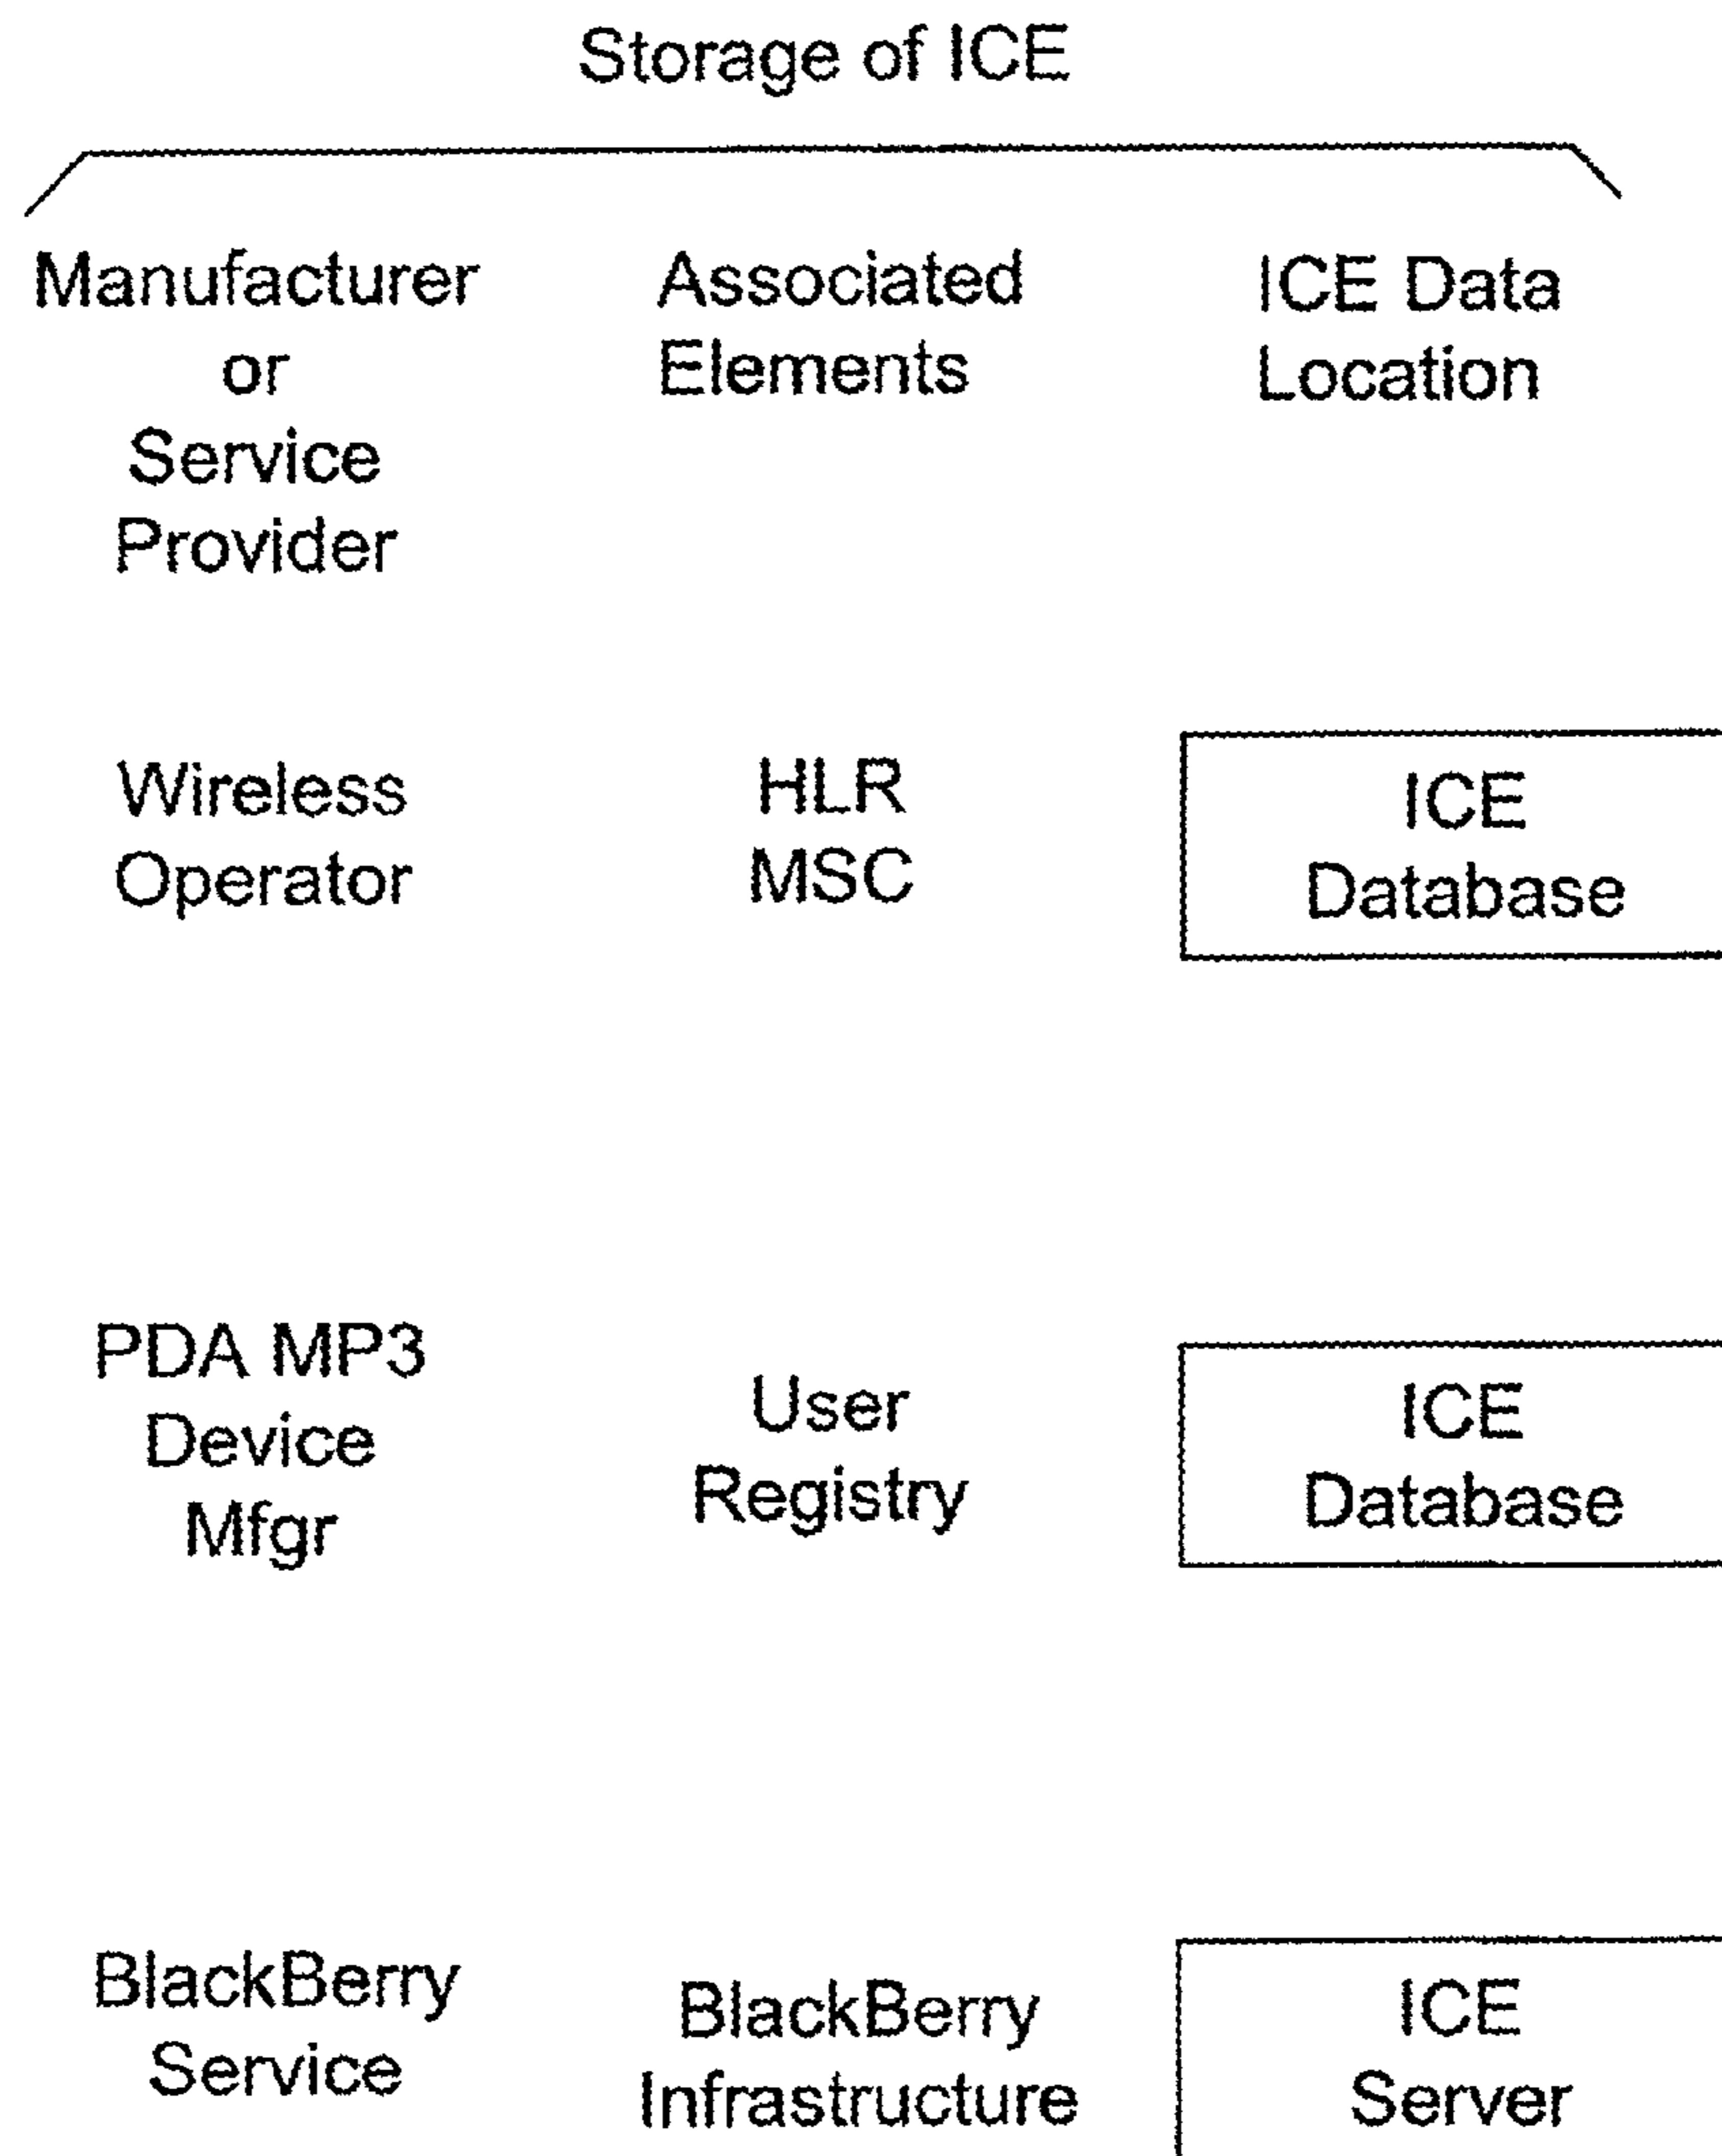 Storage of ICE
Manufacturer
or
Service
Provider
Associated
Elements
ICE Data
Location
Wireless
Operator
HLR
MSC
ICE
Database
PDA MP3
Device
Mfgr
User
Registry
ICE
Database
BlackBerry
Service
BlackBerry
Infrastructure
ICE
Server